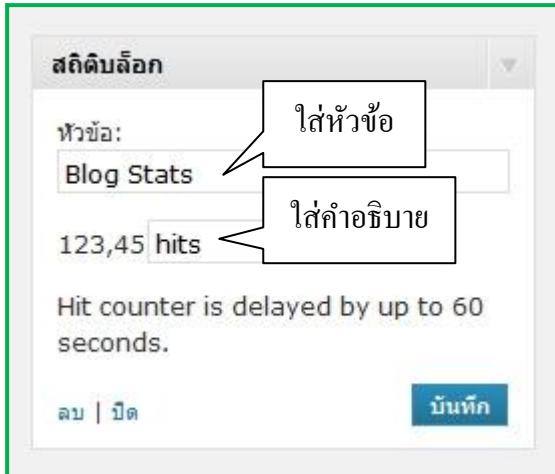 สถิติบล็อก
หัวข้อ:
ใส่หัวข้อ
Blog Stats
ใส่คำอธิบาย
123,45 hits
Hit counter is delayed by up to 60
seconds.
ลบ | ปิด
บันทึก